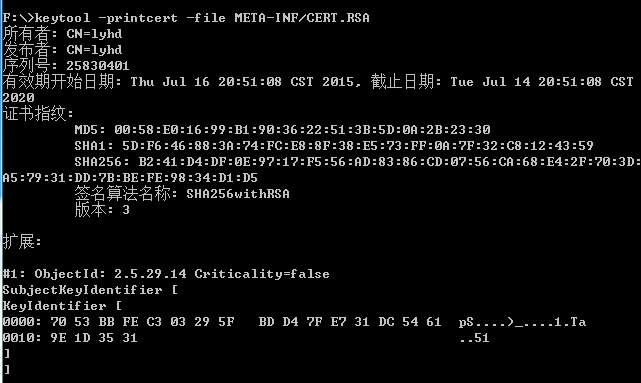 F:\>keytool -printcert -file META-INF/CERT.RSA
所有者: CN=lyhd
发布者: CN=lyhd
序列号: 25830401
有效期开始日期: Thu Jul 16 20:51:08 CST 2015, 截止日期: Tue Jul 14 20:51:08 CST
2020
证书指纹:
MD5: 00:58:E0:16:99:B1:90:36:22:51:3B:5D:0A:2B:23:30
SHA1: 5D:F6:46:88:3A:74:FC:E8:8F:38:E5:73:FF:0A:7F:32:C8:12:43:59
SHA256: B2:41:D4:DF:0E:97:17:F5:56:AD:83:86:CD:07:56:CA:68:E4:2F:70:3D:
A5:79:31:DD:7B:BE:FE:98:34:D1:D5
签名算法名称: SHA256withRSA
版本: 3
扩展:
#1: ObjectId: 2.5.29.14 Criticality=false
SubjectKeyIdentifier [
KeyIdentifier [
0000: 70 53 BB FE C3 03 29 5F   BD D4 7F E7 31 DC 54 61  pS....)_....1.Ta
0010: 9E 1D 35 31                                        ..51
]
]